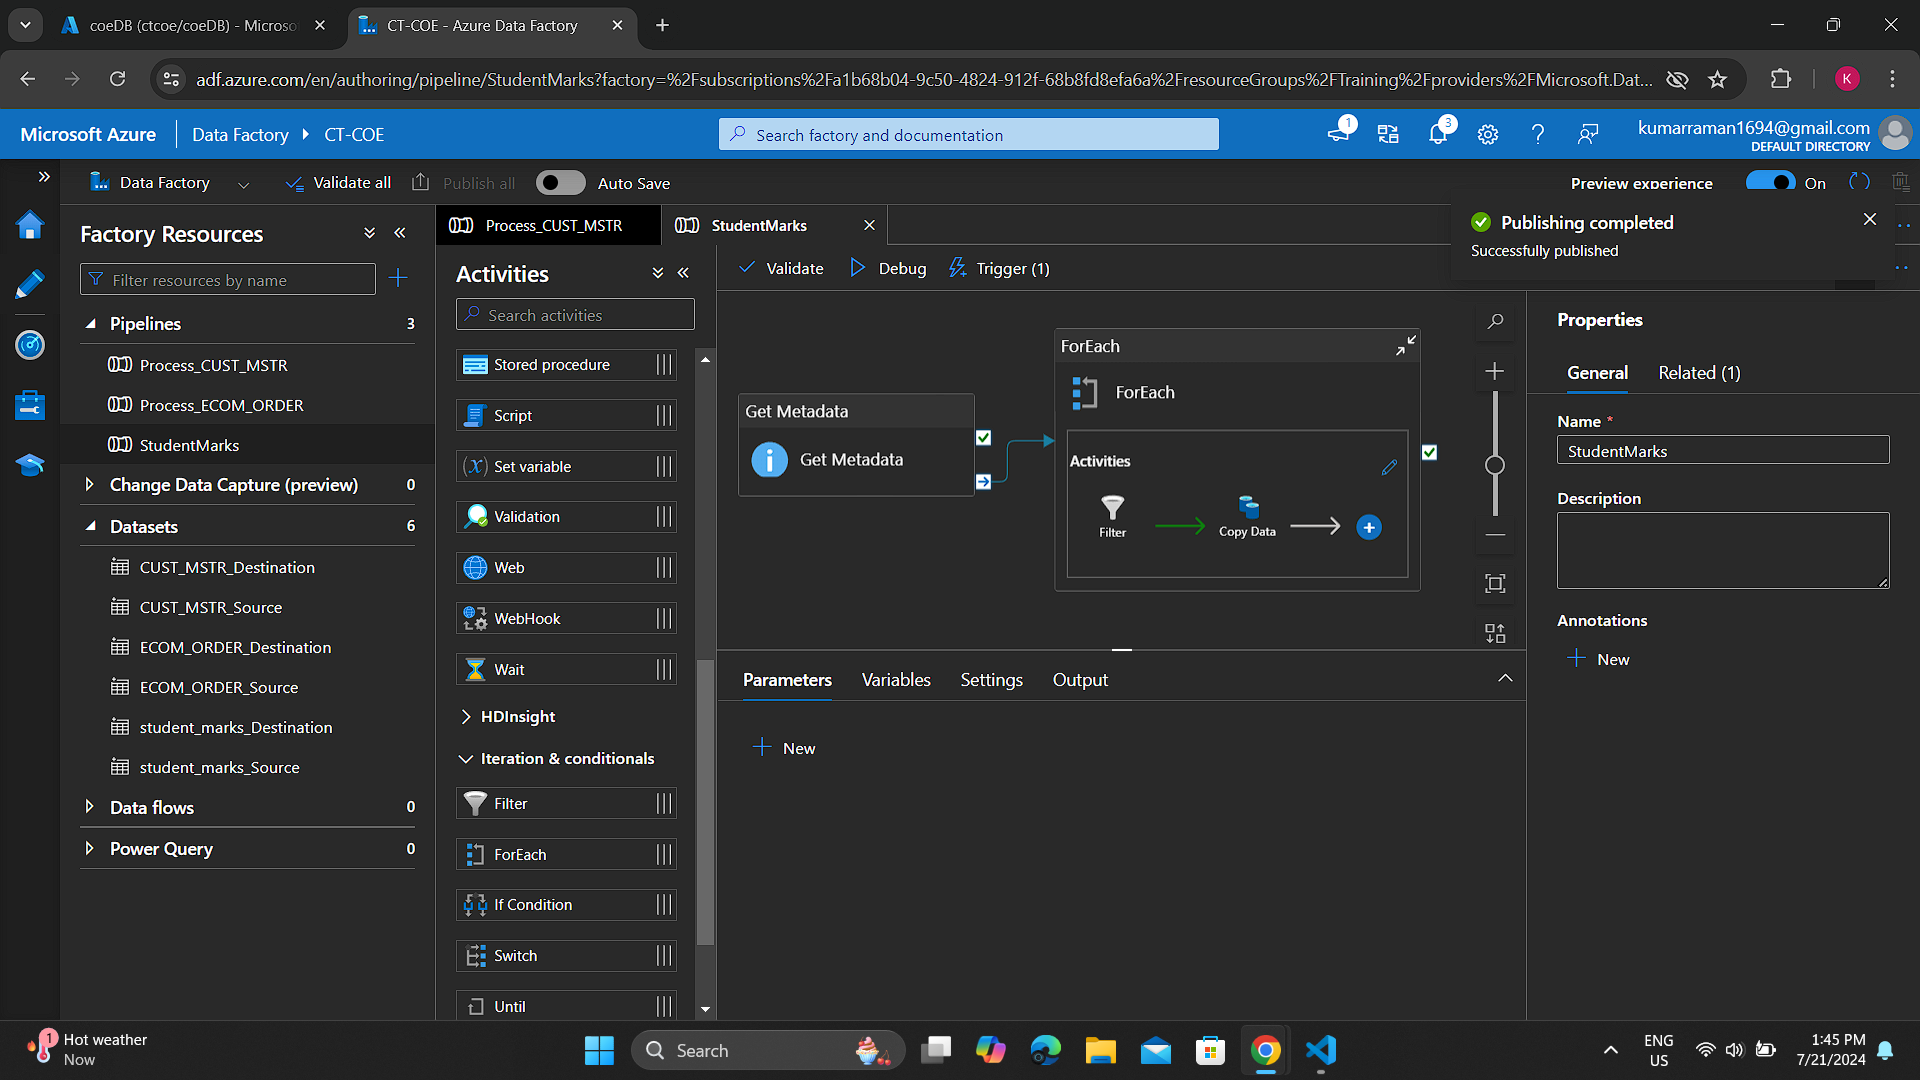 coeDB (ctcoe/coeDB) - Microso
CT-COE - Azure Data Factory
adf.azure.com/en/authoring/pipeline/StudentMarks?factory=%2Fsubscriptions%2Fa1b68b04-9c50-4824-912f-68b8fd8efa6a%2FresourceGroups%2FTraining%2Fproviders%2FMicrosoft.Dat...
K
Microsoft Azure
Data Factory
CT-COE
Search factory and documentation
1
3
kumarraman1694@gmail.com
DEFAULT DIRECTORY
Data Factory
Validate all
Publish all
Auto Save
Preview experience
On
Publishing completed
Successfully published
Factory Resources
Filter resources by name
Pipelines
3
Process_CUST_MSTR
Process_ECOM_ORDER
StudentMarks
Change Data Capture (preview)
0
Datasets
6
CUST_MSTR_Destination
CUST_MSTR_Source
ECOM_ORDER_Destination
ECOM_ORDER_Source
student_marks_Destination
student_marks_Source
Data flows
0
Power Query
0
Process_CUST_MSTR
StudentMarks
Activities
Search activities
Stored procedure
Script
(x) Set variable
Validation
Web
WebHook
Wait
HDInsight
Iteration & conditionals
Filter
ForEach
If Condition
Switch
Until
Validate
Debug
Trigger (1)
Get Metadata
Get Metadata
ForEach
ForEach
Activities
Filter
Copy Data
Parameters
Variables
Settings
Output
New
Properties
General
Related (1)
Name *
StudentMarks
Description
Annotations
New
1
Hot weather
Now
Search
ENG
US
1:45 PM
7/21/2024